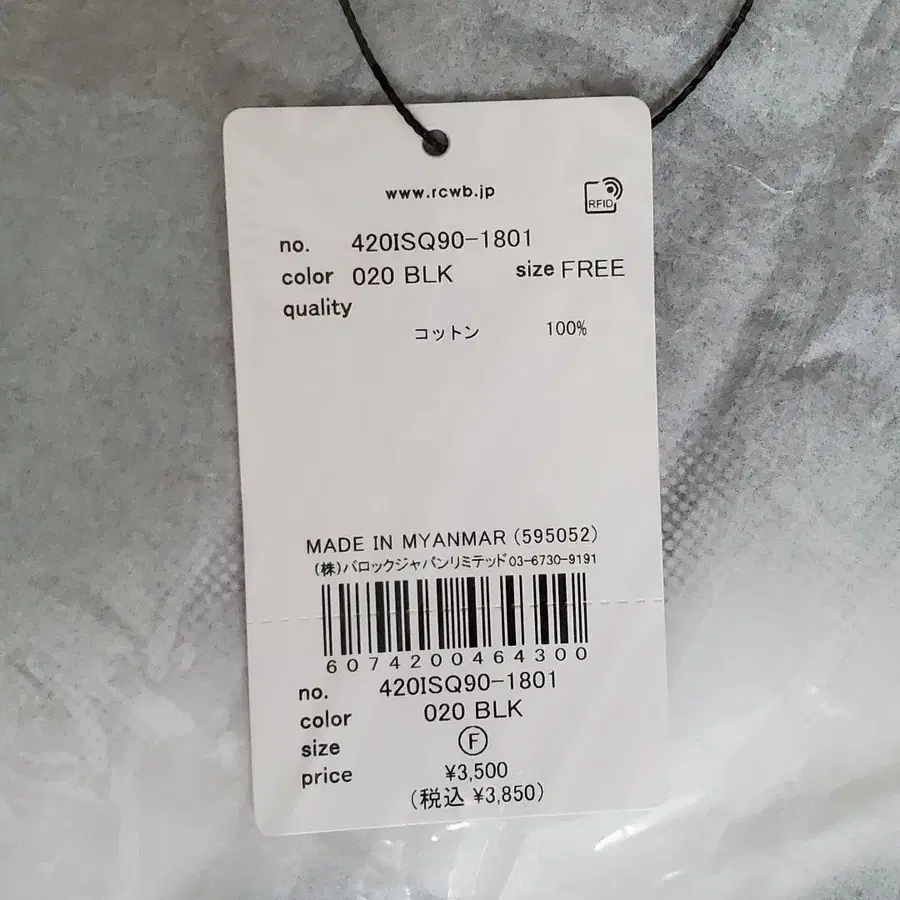 www.rcwb.jp
RFID
no. 420ISQ90-1801
color 020 BLK size FREE
quality
コットン 100%
MADE IN MYANMAR (595052)
(株)バロックジャパンリミテッド03-6730-9191
6074200464300
no. 420ISQ90-1801
color 020 BLK
size F
price ¥3,500
(税込 ¥3,850)